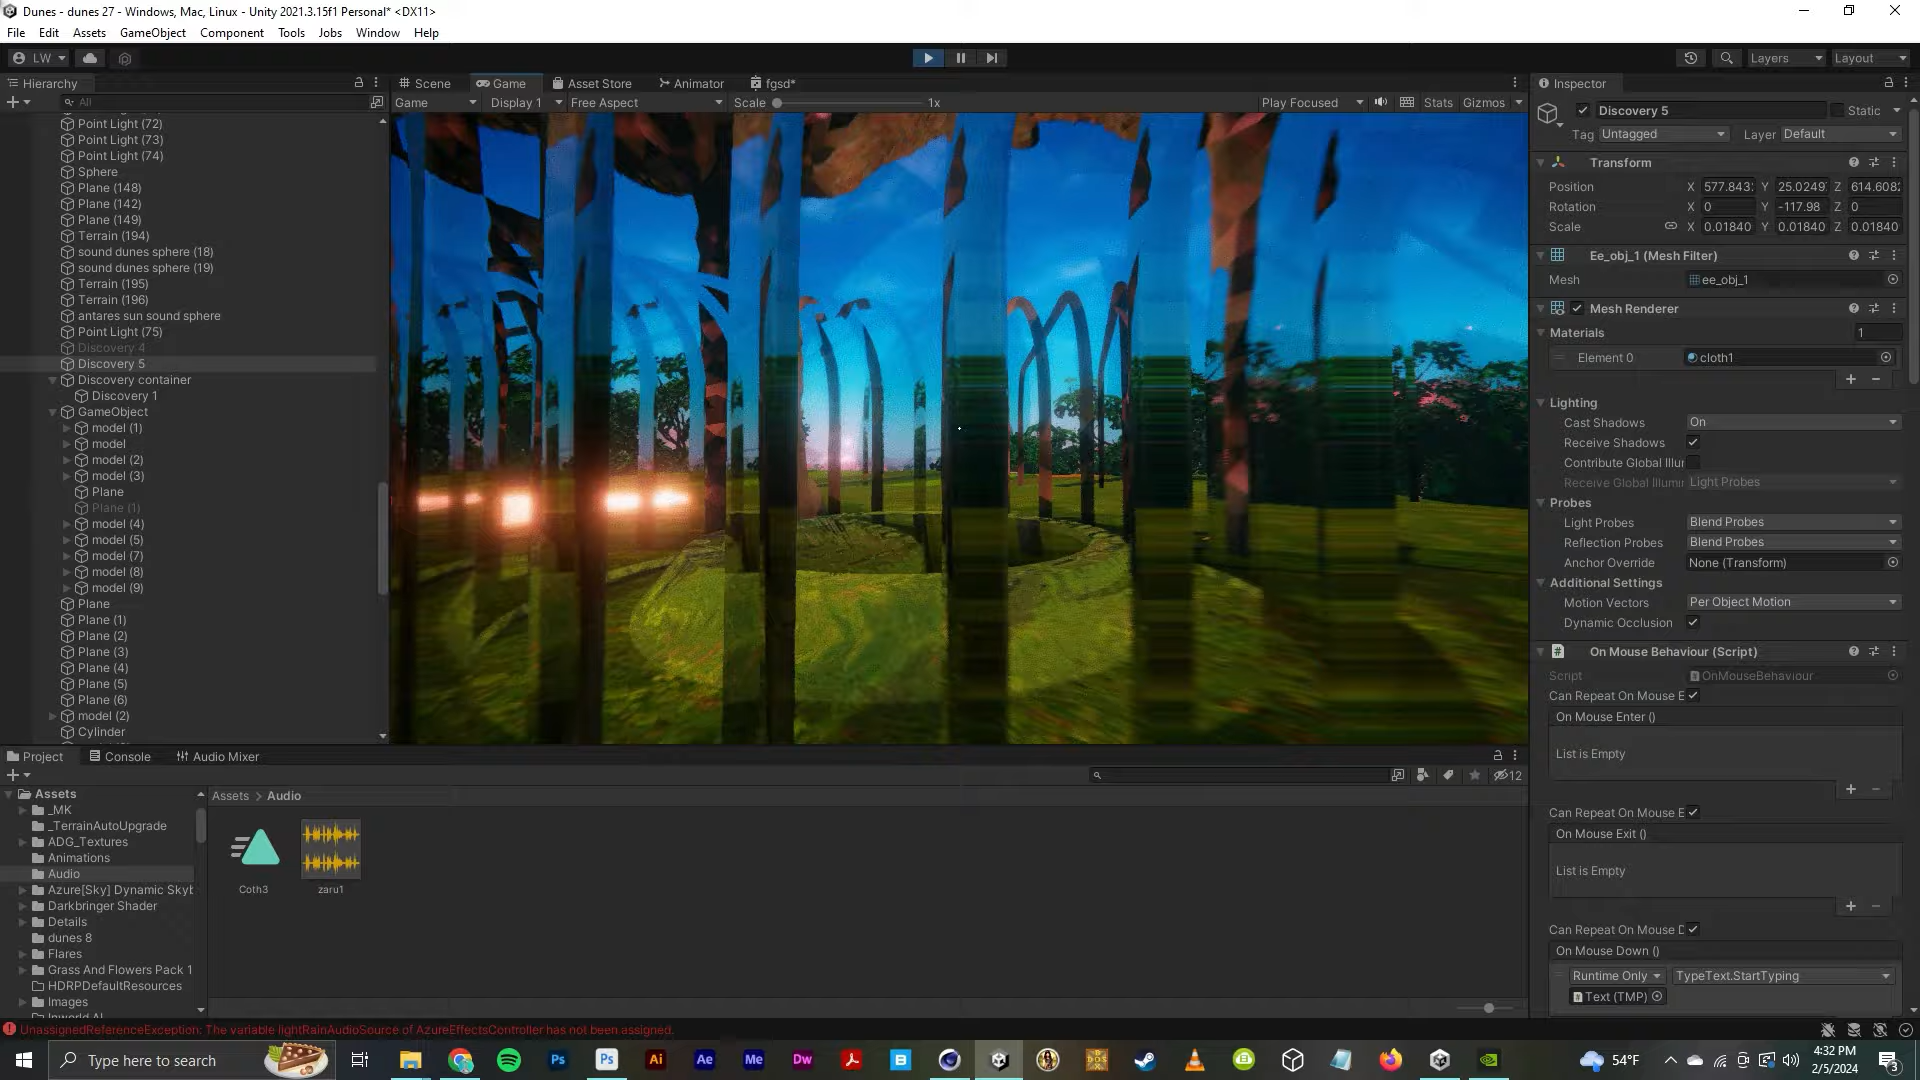 Dunes - dunes 27 - Windows, Mac, Linux - Unity 2021.3.15f1 Personal* <DX11>
File Edit Assets GameObject Component Tools Jobs Window Help
LW Layers Layout
Hierarchy
All
Point Light (72)
Point Light (73)
Point Light (74)
Sphere
Plane (148)
Plane (142)
Plane (149)
Terrain (194)
sound dunes sphere (18)
sound dunes sphere (19)
Terrain (195)
Terrain (196)
antares sun sound sphere
Point Light (75)
Discovery 4
Discovery 5
Discovery container
Discovery 1
GameObject
model (1)
model
model (2)
model (3)
Plane
Plane (1)
model (4)
model (5)
model (7)
model (8)
model (9)
Plane
Plane (1)
Plane (2)
Plane (3)
Plane (4)
Plane (5)
Plane (6)
model (2)
Cylinder
Scene Game Asset Store Animator fgsd*
Game Display 1 Free Aspect Scale 1x Play Focused Stats Gizmos
Inspector
Discovery 5 Static
Tag Untagged Layer Default
Transform
Position X 577.843 Y 25.0249 Z 614.608
Rotation X 0 Y -117.98 Z 0
Scale X 0.01840 Y 0.01840 Z 0.01840
Ee_obj_1 (Mesh Filter)
Mesh ee_obj_1
Mesh Renderer
Materials 1
Element 0 cloth1
Lighting
Cast Shadows On
Receive Shadows
Contribute Global Illur
Receive Global Illumir Light Probes
Probes
Light Probes Blend Probes
Reflection Probes Blend Probes
Anchor Override None (Transform)
Additional Settings
Motion Vectors Per Object Motion
Dynamic Occlusion
On Mouse Behaviour (Script)
Script OnMouseBehaviour
Can Repeat On Mouse E
On Mouse Enter ()
List is Empty
Can Repeat On Mouse E
On Mouse Exit ()
List is Empty
Can Repeat On Mouse D
On Mouse Down ()
Runtime Only TypeText.StartTyping
Text (TMP)
Project Console Audio Mixer
12
Assets
_MK
_TerrainAutoUpgrade
ADG_Textures
Animations
Audio
Azure[Sky] Dynamic Skyb
Darkbringer Shader
Details
dunes 8
Flares
Grass And Flowers Pack 1
HDRPDefaultResources
Images
Inworld AI
Assets > Audio
Coth3 zaru1
UnassignedReferenceException: The variable lightRainAudioSource of AzureEffectsController has not been assigned.
Type here to search
Ps Ps Ai Ae Me Dw
54°F
4:32 PM
2/5/2024
3